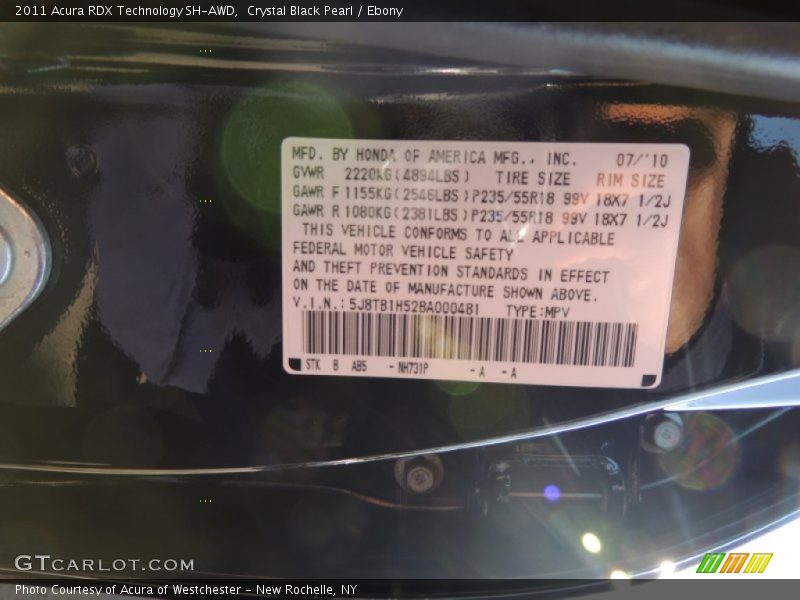 2011 Acura RDX Technology SH-AWD,  Crystal Black Pearl / Ebony
MFD. BY HONDA OF AMERICA MFG., INC.   07/'10
GVWR  2220KG(4894LBS)  TIRE SIZE  RIM SIZE
GAWR F 1155KG(2546LBS)P235/55R18 99V 18X7 1/2J
GAWR R 1080KG(2381LBS)P235/55R18 99V 18X7 1/2J
THIS VEHICLE CONFORMS TO ALL APPLICABLE
FEDERAL MOTOR VEHICLE SAFETY
AND THEFT PREVENTION STANDARDS IN EFFECT
ON THE DATE OF MANUFACTURE SHOWN ABOVE.
V.I.N.:5J8TB1H52BA000481   TYPE:MPV
STK  B  AB5  -NH731P  -A  -A
GTCARLOT.COM
Photo Courtesy of Acura of Westchester - New Rochelle, NY